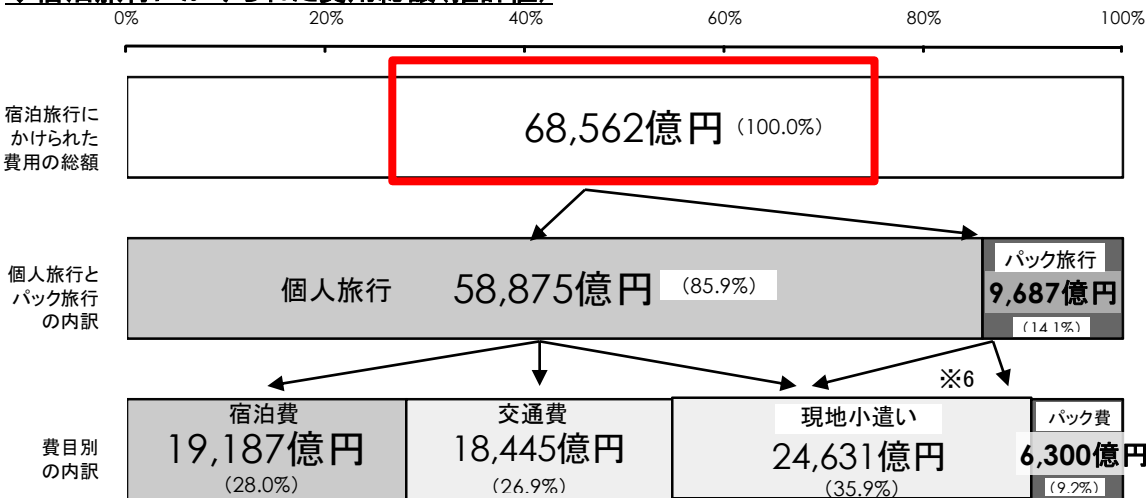 0%
20%
40%
60%
80%
100%
宿泊旅行に
かけられた
費用の総額
68,562億円 (100.0%)
個人旅行と
パック旅行
の内訳
個人旅行 58,875億円 (85.9%)
パック旅行
9,687億円
(14.1%)
※6
費目別
の内訳
宿泊費
19,187億円
(28.0%)
交通費
18,445億円
(26.9%)
現地小遣い
24,631億円
(35.9%)
パック費
6,300億円
(9.2%)